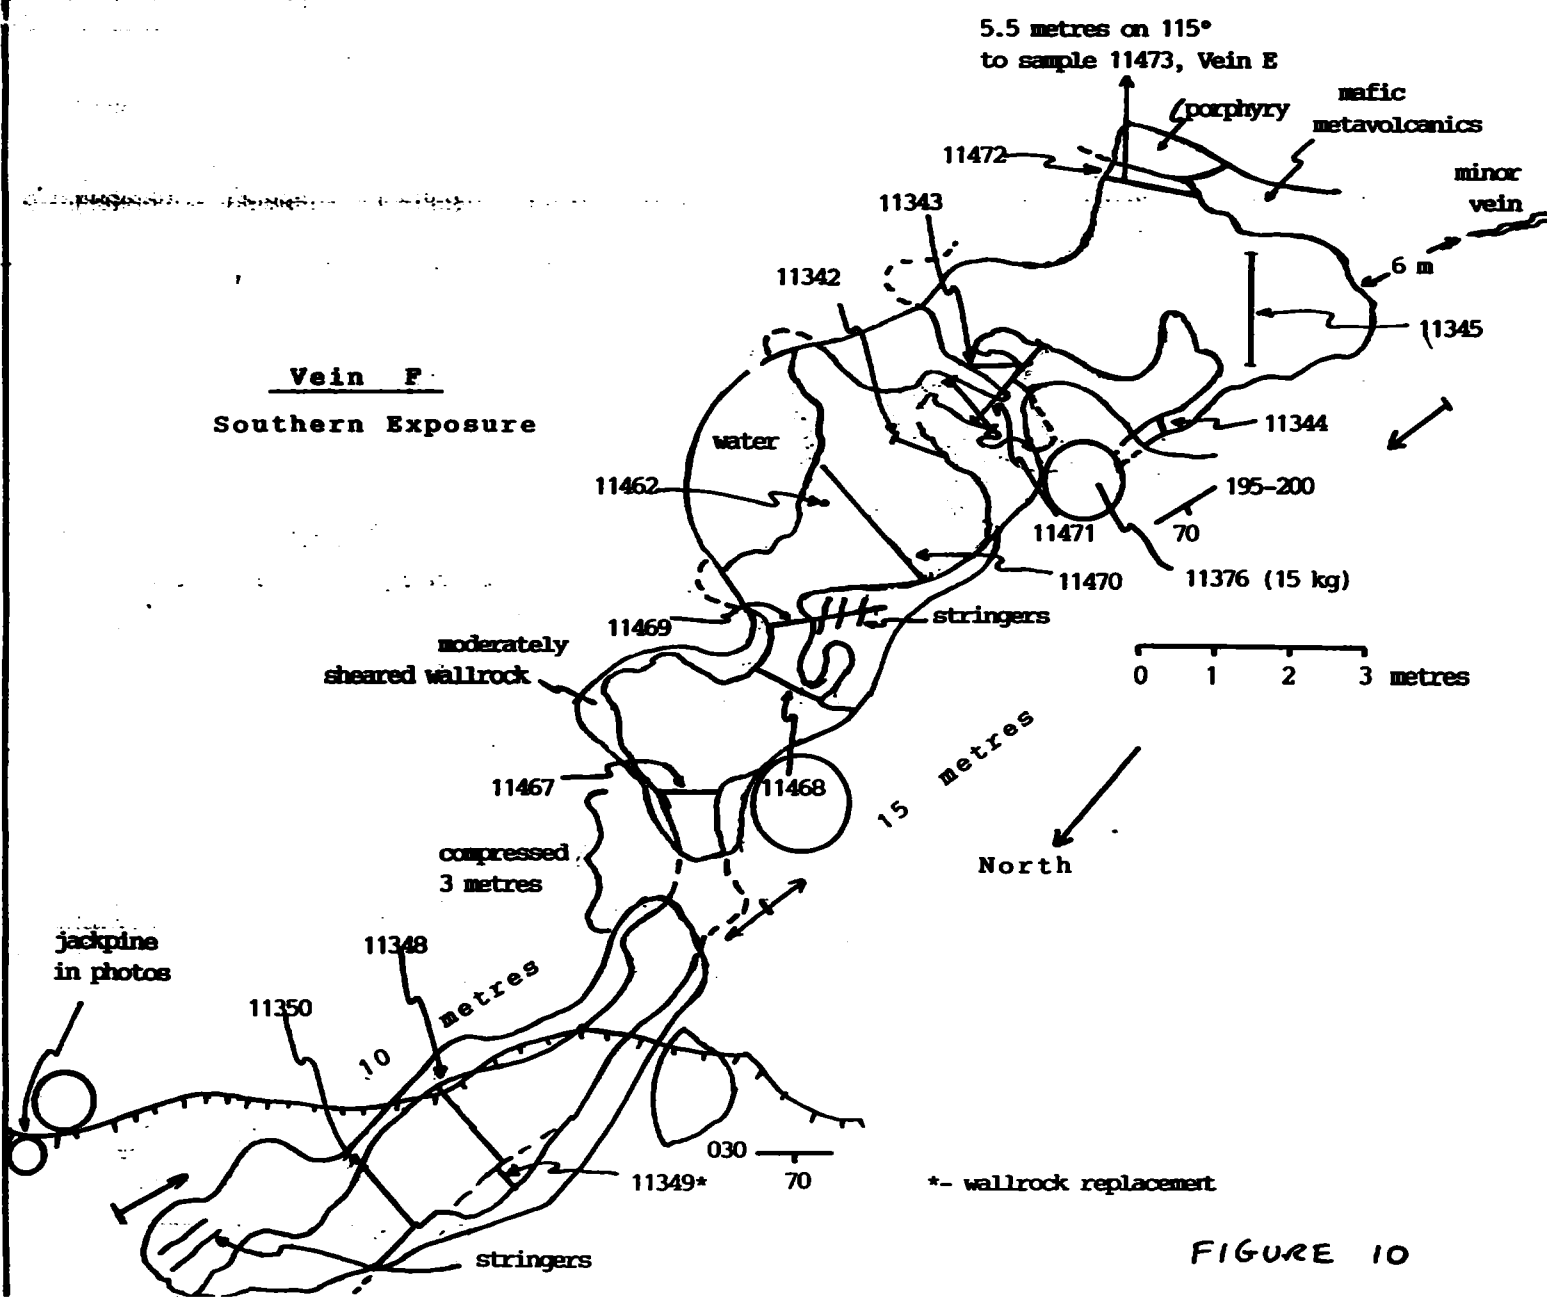 5.5 metres on 115°
to sample 11473, Vein E
porphyry
mafic
metavolcanics
11472
minor
vein
11343
6 m
11342
11345
Vein F
Southern Exposure
11344
water
11462
195-200
70
11471
11470
11376 (15 kg)
stringers
11469
moderately
sheared wallrock
0 1 2 3 metres
11467
11468
15 metres
North
compressed
3 metres
jackpine
in photos
11348
11350
10 metres
030
70
11349*
*- wallrock replacement
stringers
FIGURE 10